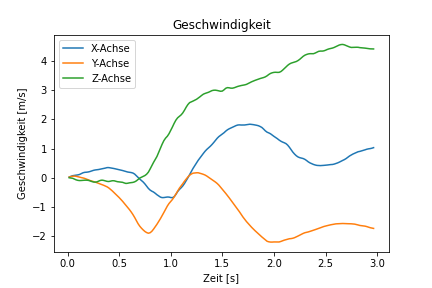 Geschwindigkeit
X-Achse
Y-Achse
Z-Achse
Geschwindigkeit [m/s]
4
3
2
1
0
−1
−2
0.0 0.5 1.0 1.5 2.0 2.5 3.0
Zeit [s]